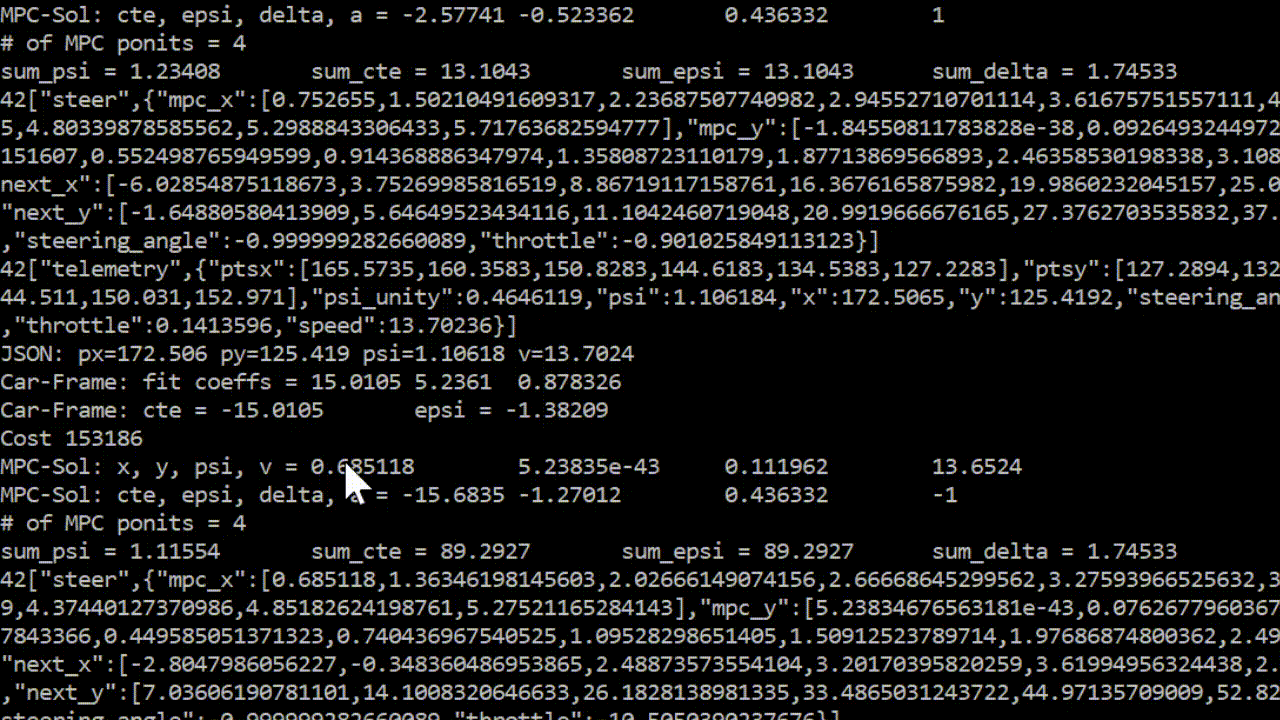 MPC-Sol: cte, epsi, delta, a = -2.57741 -0.523362 0.436332 1
# of MPC ponits = 4
sum_psi = 1.23408 sum_cte = 13.1043 sum_epsi = 13.1043 sum_delta = 1.74533
42["steer",{"mpc_x":[0.752655,1.50210491609317,2.23687507740982,2.94552710701114,3.61675751557111,4
5,4.80339878585562,5.2988843306433,5.71763682594777],"mpc_y":[-1.84550811783828e-38,0.0926493244972
151607,0.552498765949599,0.914368886347974,1.35808723110179,1.87713869566893,2.46358530198338,3.108
next_x":[-6.02854875118673,3.75269985816519,8.86719117158761,16.3676165875982,19.9860232045157,25.0
"next_y":[-1.64880580413909,5.64649523434116,11.1042460719048,20.9919666676165,27.3762703535832,37.
,"steering_angle":-0.999999282660089,"throttle":-0.901025849113123}]
42["telemetry",{"ptsx":[165.5735,160.3583,150.8283,144.6183,134.5383,127.2283],"ptsy":[127.2894,132
44.511,150.031,152.971],"psi_unity":0.4646119,"psi":1.106184,"x":172.5065,"y":125.4192,"steering_an
,"throttle":0.1413596,"speed":13.70236}]
JSON: px=172.506 py=125.419 psi=1.10618 v=13.7024
Car-Frame: fit coeffs = 15.0105 5.2361 0.878326
Car-Frame: cte = -15.0105 epsi = -1.38209
Cost 153186
MPC-Sol: x, y, psi, v = 0.685118 5.23835e-43 0.111962 13.6524
MPC-Sol: cte, epsi, delta, = -15.6835 -1.27012 0.436332 -1
# of MPC ponits = 4
sum_psi = 1.11554 sum_cte = 89.2927 sum_epsi = 89.2927 sum_delta = 1.74533
42["steer",{"mpc_x":[0.685118,1.36346198145603,2.02666149074156,2.66668645299562,3.27593966525632,3
9,4.37440127370986,4.85182624198761,5.27521165284143],"mpc_y":[5.23834676563181e-43,0.0762677960367
7843366,0.449585051371323,0.740436967540525,1.09528298651405,1.50912523789714,1.97686874800362,2.49
"next_x":[-2.8047986056227,-0.348360486953865,2.48873573554104,3.20170395820259,3.61994956324438,2.
,"next_y":[7.03606190781101,14.1008320646633,26.1828138981335,33.4865031243722,44.97135709009,52.82
steering_angle":-0.999999282660089,"throttle":-10.5050390237676}]